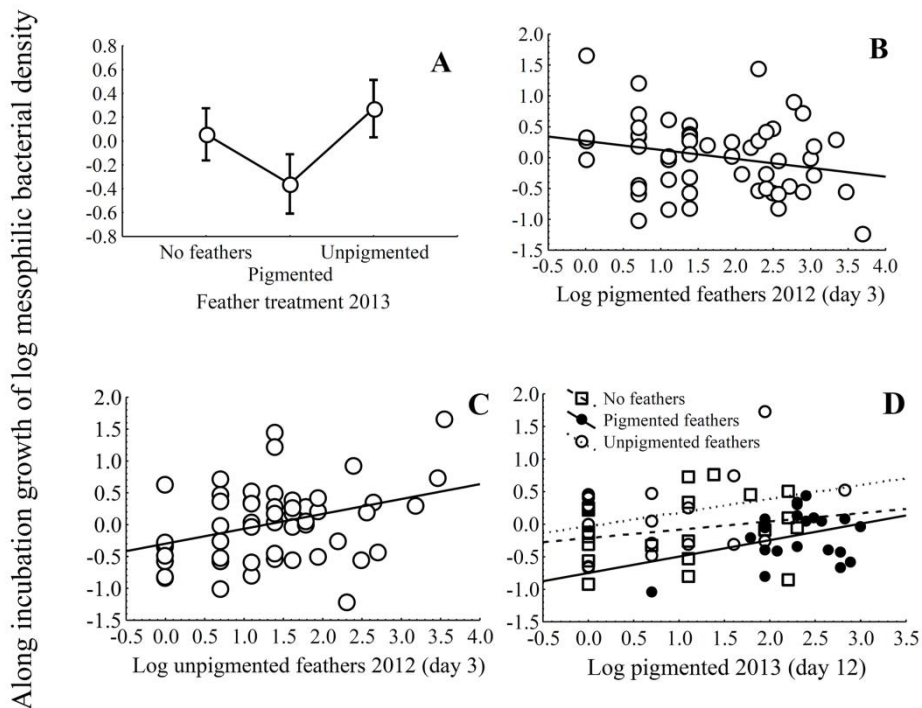 Along incubation growth of log mesophilic bacterial density
A
0.8
0.6
0.4
0.2
0.0
-0.2
-0.4
-0.6
-0.8
No feathers
Unpigmented
Pigmented
Feather treatment 2013
B
2.0
1.5
1.0
0.5
0.0
-0.5
-1.0
-1.5
-0.5 0.0 0.5 1.0 1.5 2.0 2.5 3.0 3.5 4.0
Log pigmented feathers 2012 (day 3)
C
2.0
1.5
1.0
0.5
0.0
-0.5
-1.0
-1.5
-0.5 0.0 0.5 1.0 1.5 2.0 2.5 3.0 3.5 4.0
Log unpigmented feathers 2012 (day 3)
D
2.0
1.5
1.0
0.5
0.0
-0.5
-1.0
-1.5
No feathers
Pigmented feathers
Unpigmented feathers
-0.5 0.0 0.5 1.0 1.5 2.0 2.5 3.0 3.5
Log pigmented 2013 (day 12)